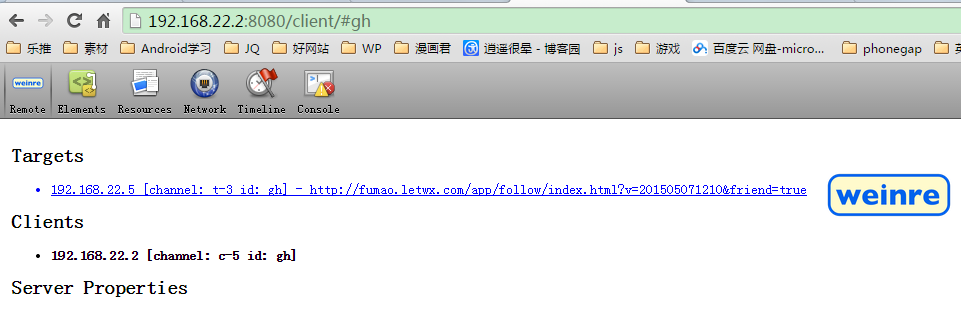 192.168.22.2:8080/client/#gh
乐推 素材 Android学习 JQ 好网站 WP 漫画君 逍遥很晕 - 博客园 js 游戏 百度云 网盘-micro... phonegap
weinre
Remote Elements Resources Network Timeline Console
Targets
192.168.22.5 [channel: t-3 id: gh] - http://fumao.letwx.com/app/follow/index.html?v=201505071210&friend=true
weinre
Clients
192.168.22.2 [channel: c-5 id: gh]
Server Properties